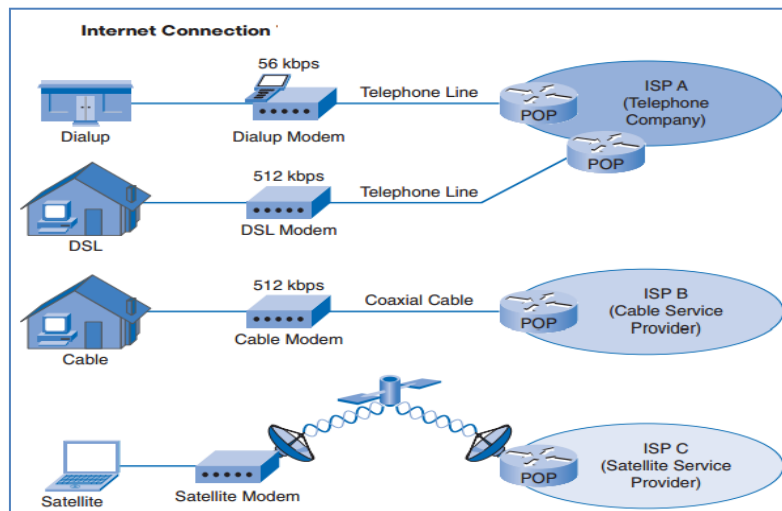 Internet Connection
56 kbps
Telephone Line
ISP A
(Telephone
Company)
POP
Dialup
Dialup Modem
POP
512 kbps
Telephone Line
DSL Modem
DSL
512 kbps
Coaxial Cable
ISP B
(Cable Service
Provider)
POP
Cable Modem
Cable
ISP C
(Satellite Service
Provider)
POP
Satellite Modem
Satellite